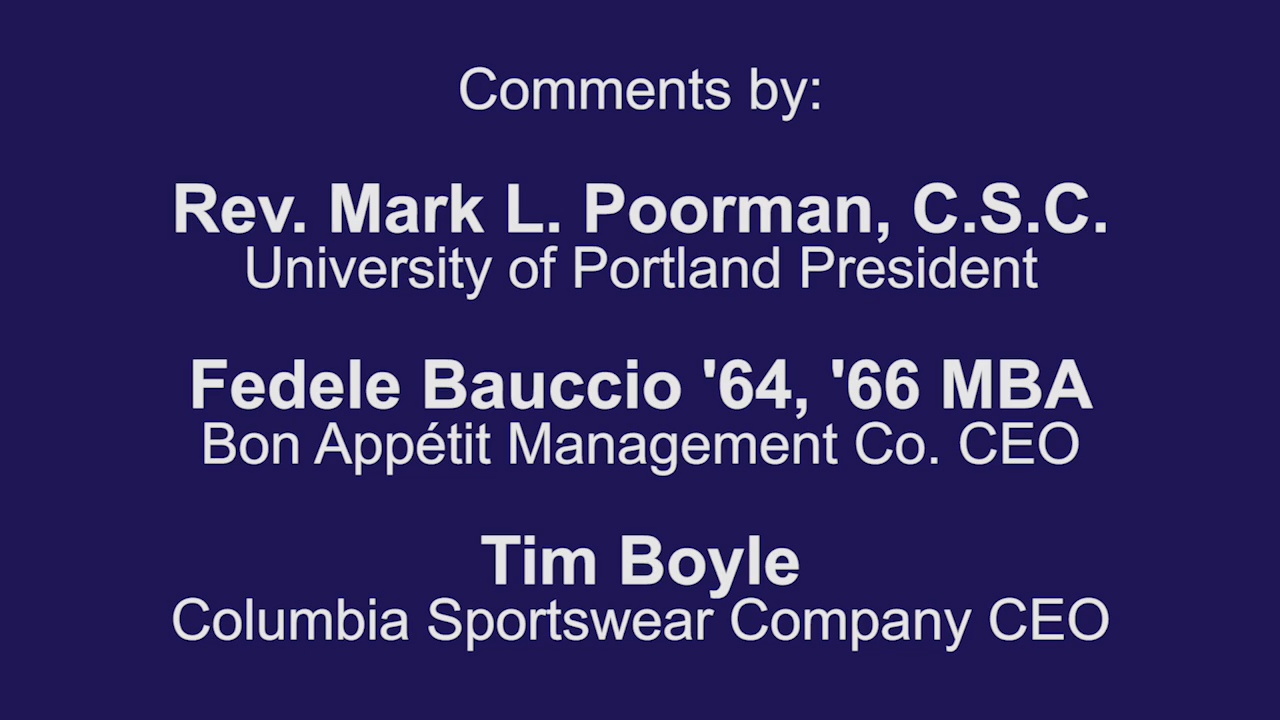 Comments by:
Rev. Mark L. Poorman, C.S.C.
University of Portland President
Fedele Bauccio '64, '66 MBA
Bon Appétit Management Co. CEO
Tim Boyle
Columbia Sportswear Company CEO